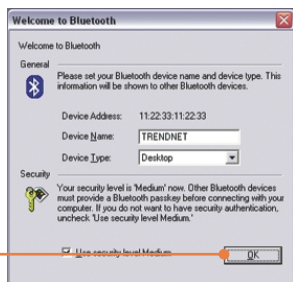 Welcome to Bluetooth
Welcome to Bluetooth
General
Please set your Bluetooth device name and device type. This
information will be shown to other Bluetooth devices.
Device Address: 11:22:33:11:22:33
Device Name: TRENDNET
Device Type: Desktop
Security
Your security level is 'Medium' now. Other Bluetooth devices
must provide a Bluetooth passkey before connecting with your
computer. If you do not want to have security authentication,
uncheck 'Use security level Medium.'
Use security level Medium
OK